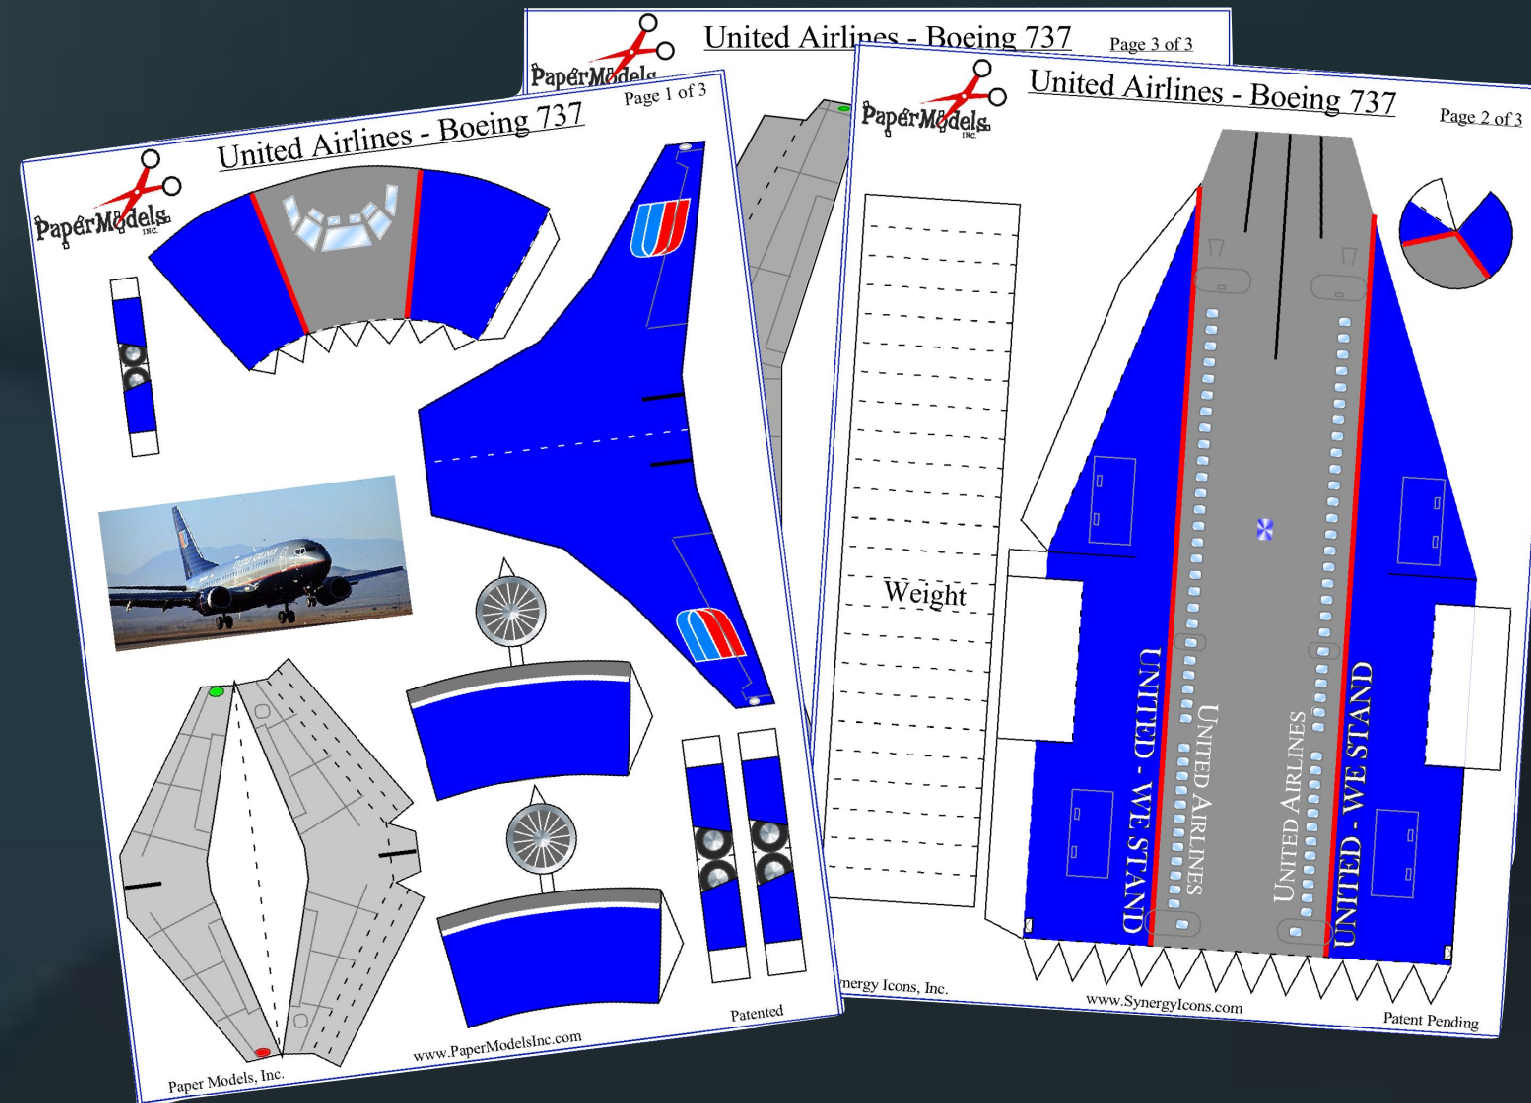 United Airlines - Boeing 737
Page 3 of 3
PaperModels
United Airlines - Boeing 737
Page 1 of 3
PaperModels
INC.
Paper Models, Inc.
www.PaperModelsInc.com
Patented
United Airlines - Boeing 737
Page 2 of 3
PaperModels
INC.
Weight
UNITED - WE STAND
UNITED AIRLINES
UNITED AIRLINES
UNITED - WE STAND
nergy Icons, Inc.
www.SynergyIcons.com
Patent Pending